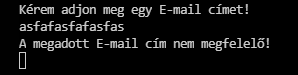 Kérem adjon meg egy E-mail címet!
asfafasfafasfas
A megadott E-mail cím nem megfelelő!